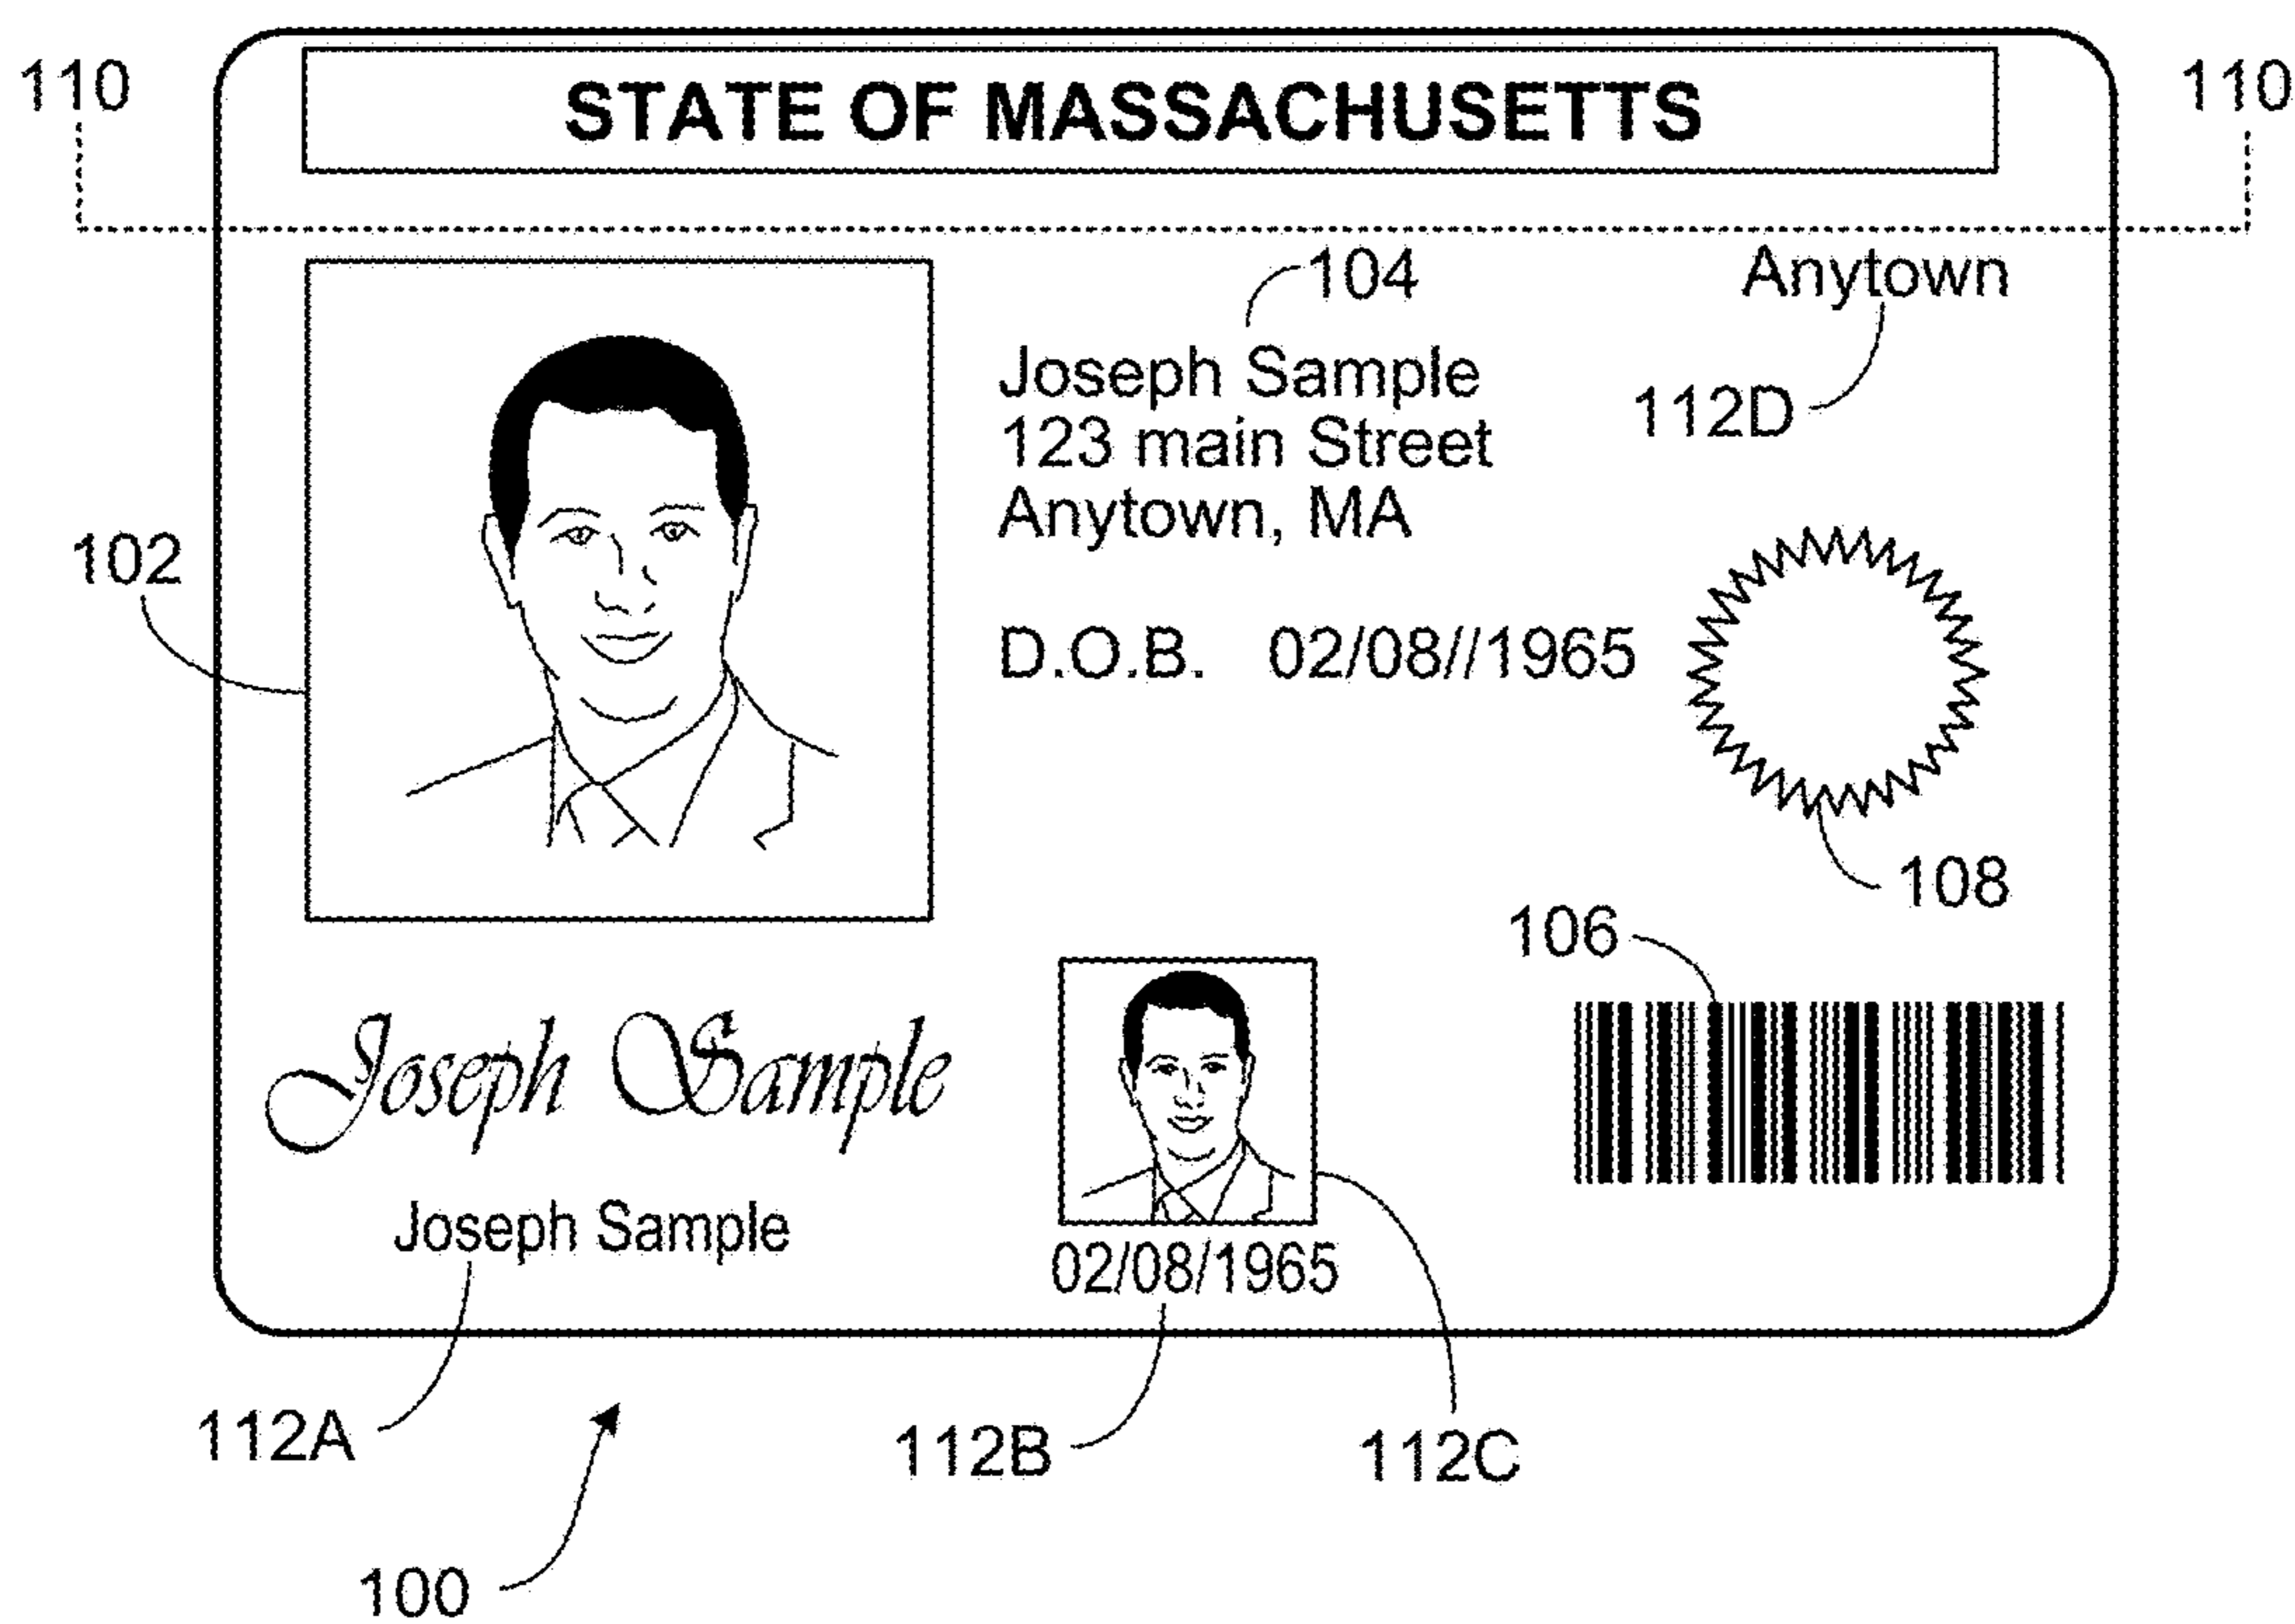 110 STATE OF MASSACHUSETTS 110
104 Anytown
Joseph Sample
112D
123 main Street
Anytown, MA
102
D.O.B. 02/08//1965
108
106
Joseph Sample
Joseph Sample
02/08/1965
112A
112B 112C
100